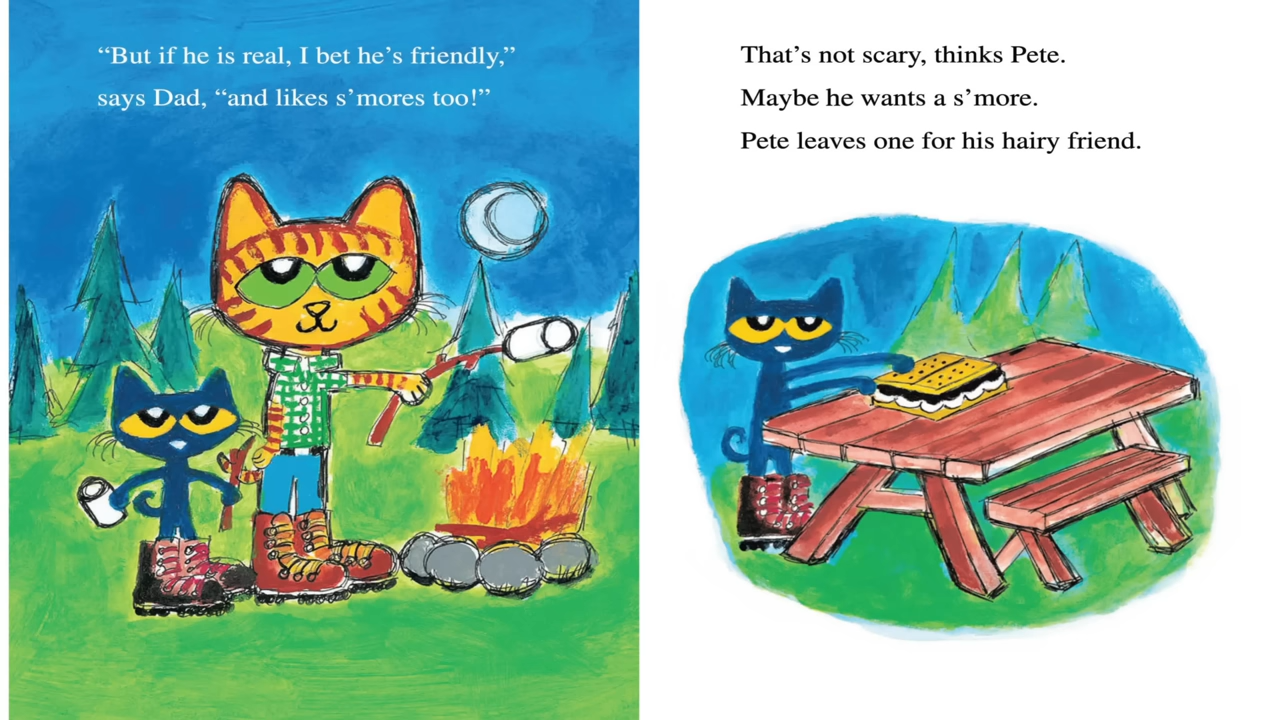 “But if he is real, I bet he’s friendly,”
says Dad, “and likes s’mores too!”
That’s not scary, thinks Pete.
Maybe he wants a s’more.
Pete leaves one for his hairy friend.